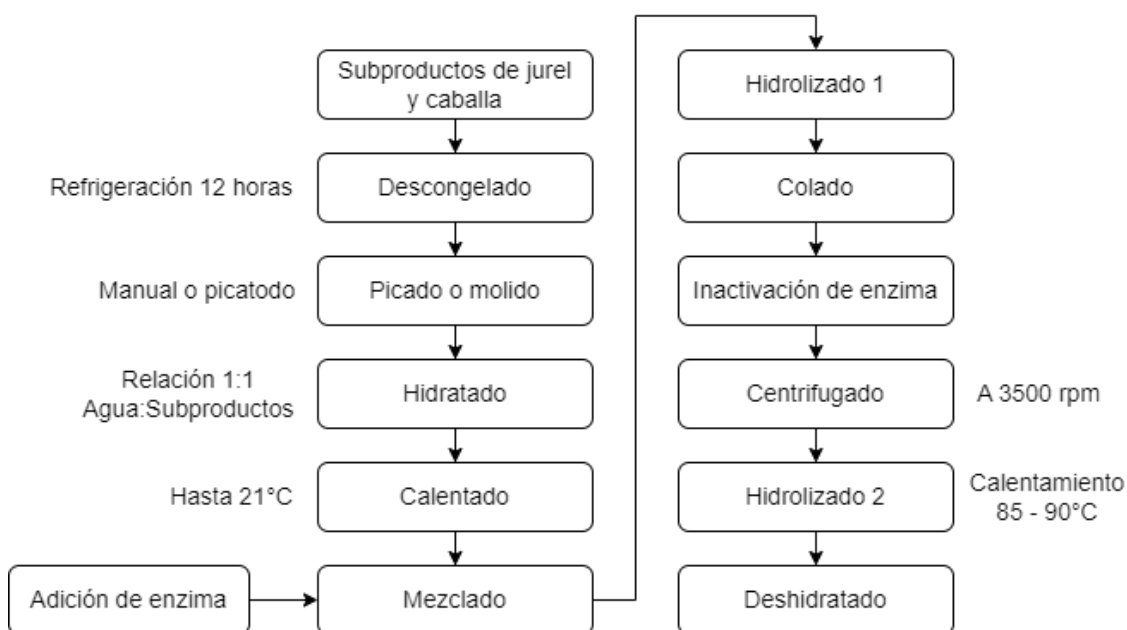 Subproductos de jurel
y caballa
Refrigeración 12 horas
Descongelado
Manual o picatodo
Picado o molido
Relación 1:1
Agua:Subproductos
Hidratado
Hasta 21°C
Calentado
Adición de enzima
Mezclado
Hidrolizado 1
Colado
Inactivación de enzima
Centrifugado
A 3500 rpm
Hidrolizado 2
Calentamiento
85 - 90°C
Deshidratado